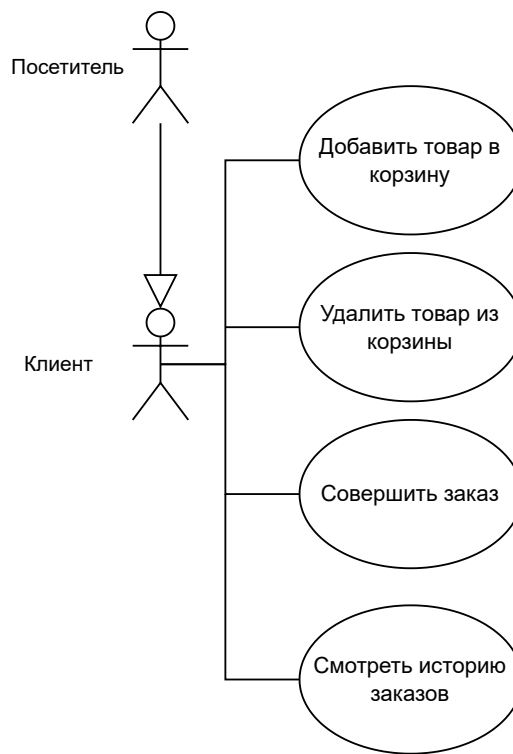 Посетитель
Добавить товар в
корзину
Удалить товар из
корзины
Клиент
Совершить заказ
Смотреть историю
заказов